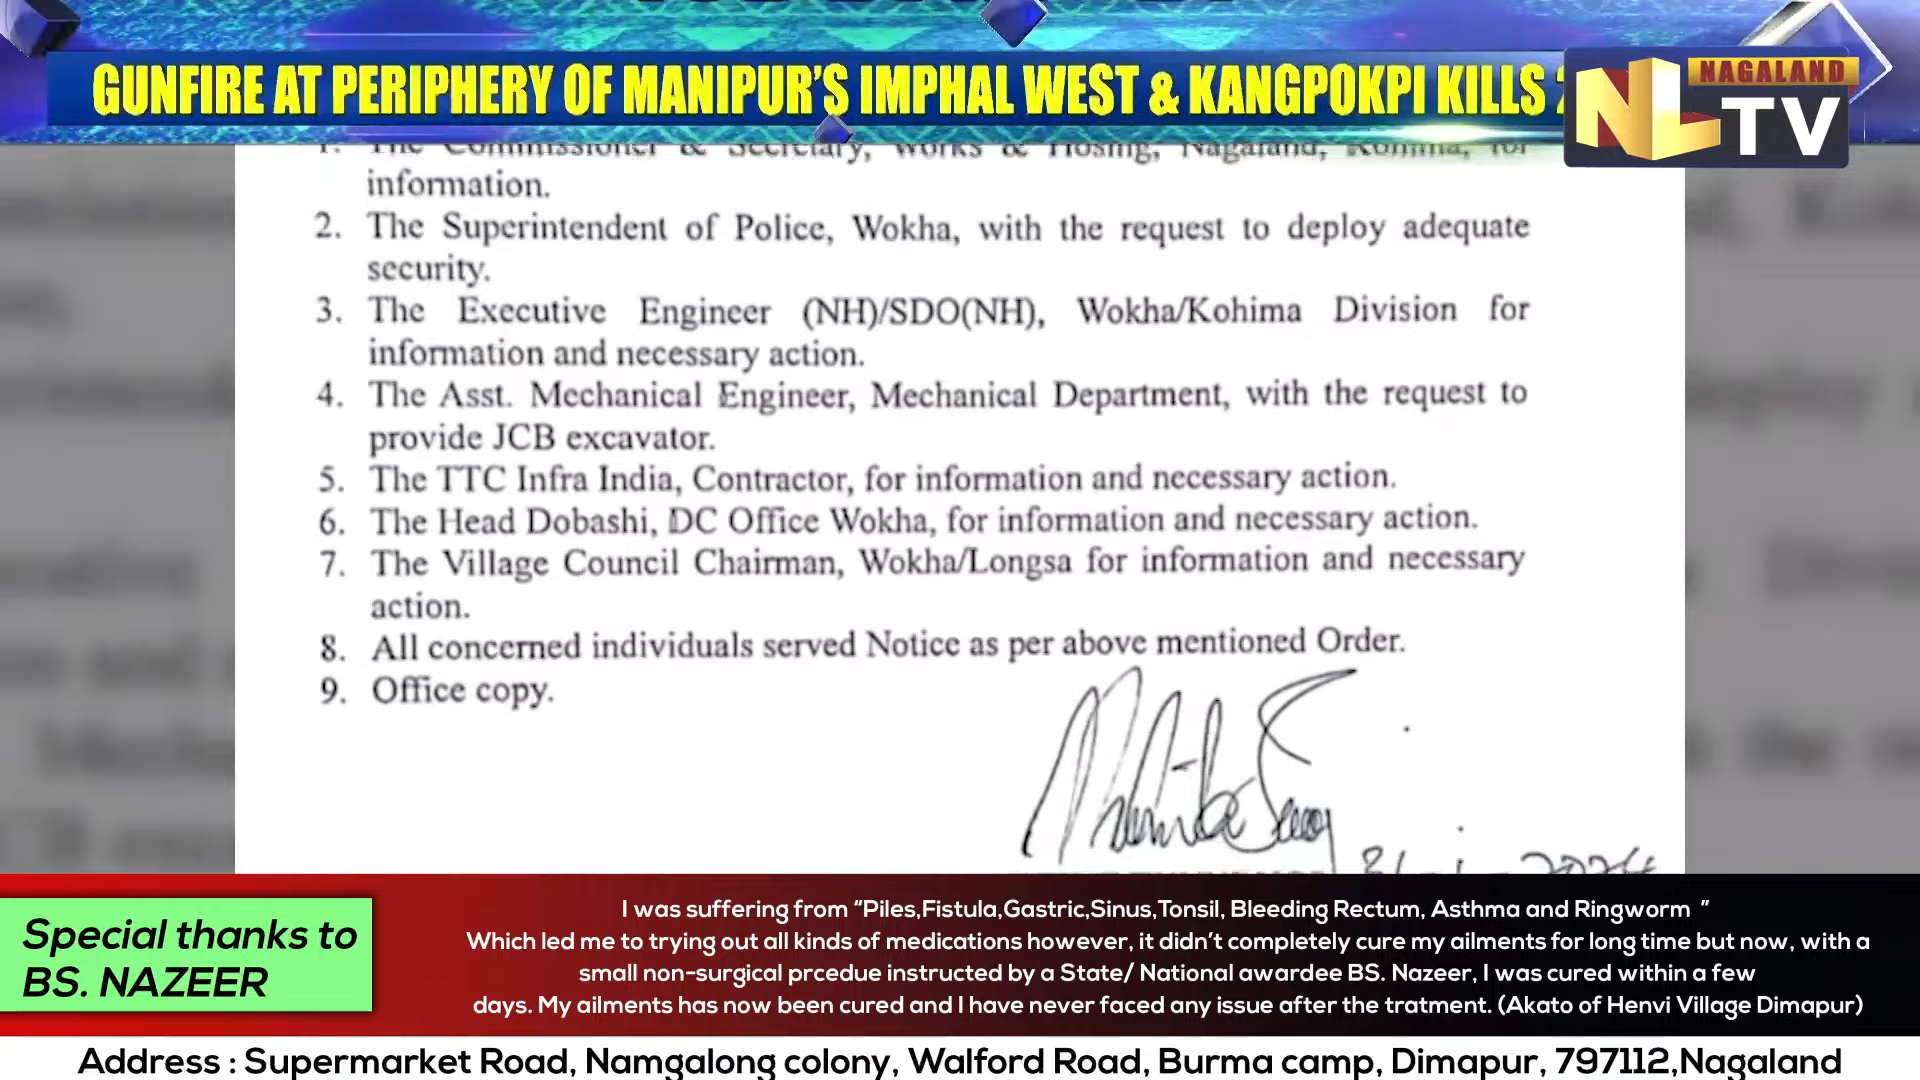 GUNFIRE AT PERIPHERY OF MANIPUR'S IMPHAL WEST & KANGPOKPI KILLS
NAGALAND
NL TV
1. The Commissioner & Secretary, Works & Hosing, Nagaland, Kohima, for
information.
2. The Superintendent of Police, Wokha, with the request to deploy adequate
security.
3. The Executive Engineer (NH)/SDO(NH), Wokha/Kohima Division for
information and necessary action.
4. The Asst. Mechanical Engineer, Mechanical Department, with the request to
provide JCB excavator.
5. The TTC Infra India, Contractor, for information and necessary action.
6. The Head Dobashi, DC Office Wokha, for information and necessary action.
7. The Village Council Chairman, Wokha/Longsa for information and necessary
action.
8. All concerned individuals served Notice as per above mentioned Order.
9. Office copy.
Special thanks to
BS. NAZEER
I was suffering from “Piles,Fistula,Gastric,Sinus,Tonsil, Bleeding Rectum, Asthma and Ringworm ”
Which led me to trying out all kinds of medications however, it didn't completely cure my ailments for long time but now, with a
small non-surgical prcedue instructed by a State/ National awardee BS. Nazeer, I was cured within a few
days. My ailments has now been cured and I have never faced any issue after the tratment. (Akato of Henvi Village Dimapur)
Address : Supermarket Road, Namgalong colony, Walford Road, Burma camp, Dimapur, 797112,Nagaland